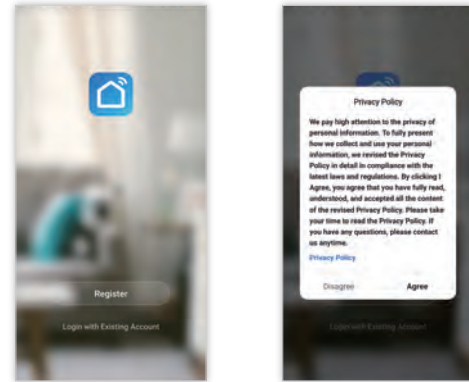 Register
Login with Existing Account
Privacy Policy
We pay high attention to the privacy of
personal information. To fully present
how we collect and use your personal
information, we revised the Privacy
Policy in detail in compliance with the
latest laws and regulations. By clicking I
Agree, you agree that you have fully read,
understood, and accepted all the content
of the revised Privacy Policy. Please take
your time to read the Privacy Policy. If
you have any questions, please contact
us anytime.
Privacy Policy
Disagree
Agree
Login with Existing Account